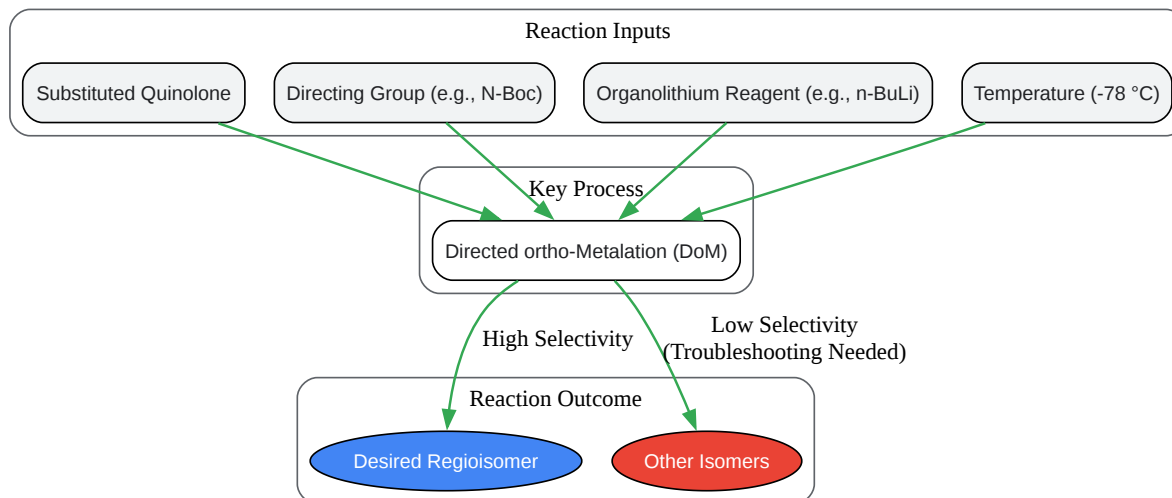 Reaction Inputs
Substituted Quinolone
Directing Group (e.g., N-Boc)
Organolithium Reagent (e.g., n-BuLi)
Temperature (-78 °C)
Key Process
Directed ortho-Metalation (DoM)
High Selectivity
Low Selectivity
(Troubleshooting Needed)
Reaction Outcome
Desired Regioisomer
Other Isomers